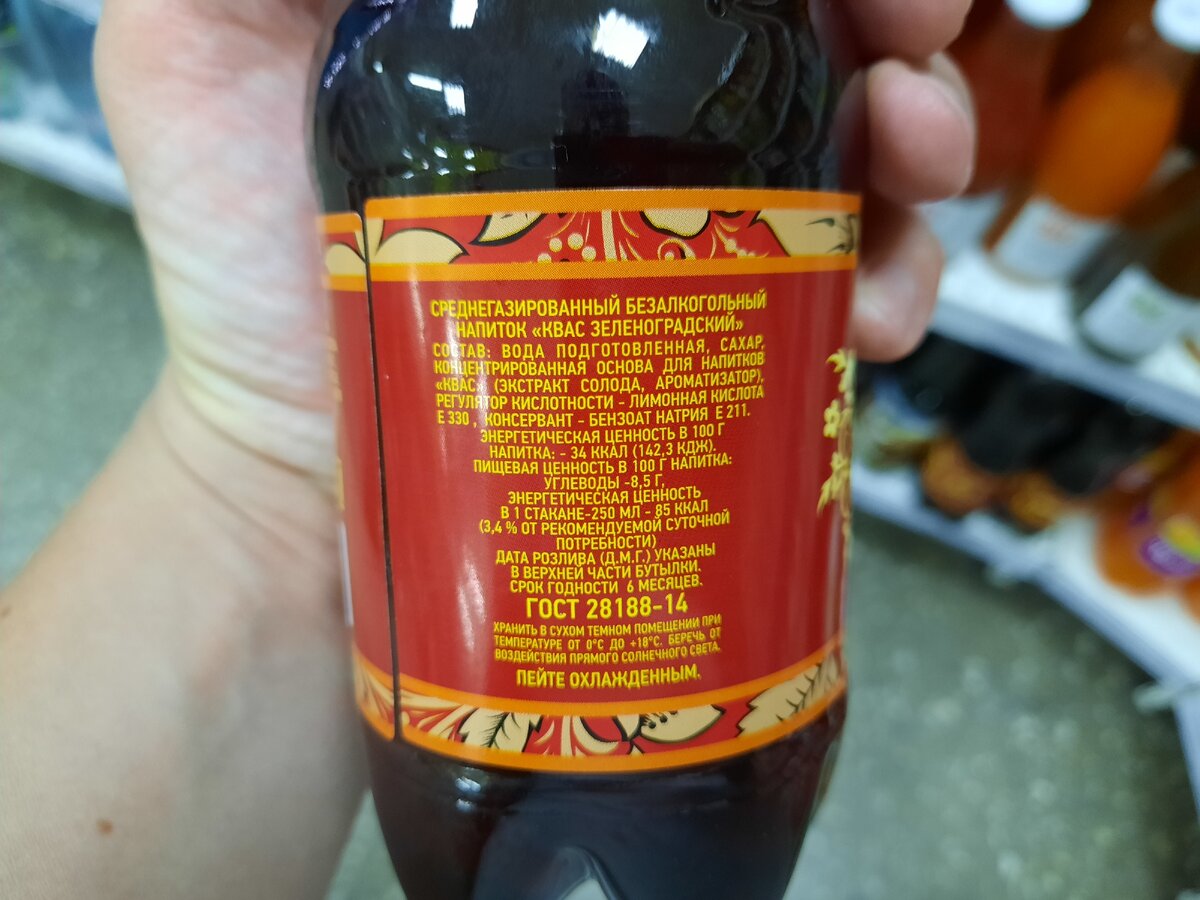 СРЕДНЕГАЗИРОВАННЫЙ БЕЗАЛКОГОЛЬНЫЙ
НАПИТОК «КВАС ЗЕЛЕНОГРАДСКИЙ»
СОСТАВ: ВОДА ПОДГОТОВЛЕННАЯ, САХАР,
КОНЦЕНТРИРОВАННАЯ ОСНОВА ДЛЯ НАПИТКОВ
«КВАС» (ЭКСТРАКТ СОЛОДА, АРОМАТИЗАТОР),
РЕГУЛЯТОР КИСЛОТНОСТИ - ЛИМОННАЯ КИСЛОТА
Е 330 , КОНСЕРВАНТ - БЕНЗОАТ НАТРИЯ Е 211.
ЭНЕРГЕТИЧЕСКАЯ ЦЕННОСТЬ В 100 Г
НАПИТКА: - 34 ККАЛ (142,3 КДЖ).
ПИЩЕВАЯ ЦЕННОСТЬ В 100 Г НАПИТКА:
УГЛЕВОДЫ -8,5 Г,
ЭНЕРГЕТИЧЕСКАЯ ЦЕННОСТЬ
В 1 СТАКАНЕ-250 МЛ - 85 ККАЛ
(3,4 % ОТ РЕКОМЕНДУЕМОЙ СУТОЧНОЙ
ПОТРЕБНОСТИ)
ДАТА РОЗЛИВА (Д.М.Г.) УКАЗАНЫ
В ВЕРХНЕЙ ЧАСТИ БУТЫЛКИ.
СРОК ГОДНОСТИ 6 МЕСЯЦЕВ.
ГОСТ 28188-14
ХРАНИТЬ В СУХОМ ТЕМНОМ ПОМЕЩЕНИИ ПРИ
ТЕМПЕРАТУРЕ ОТ 0°С ДО +18°С. БЕРЕЧЬ ОТ
ВОЗДЕЙСТВИЯ ПРЯМОГО СОЛНЕЧНОГО СВЕТА.
ПЕЙТЕ ОХЛАЖДЕННЫМ.